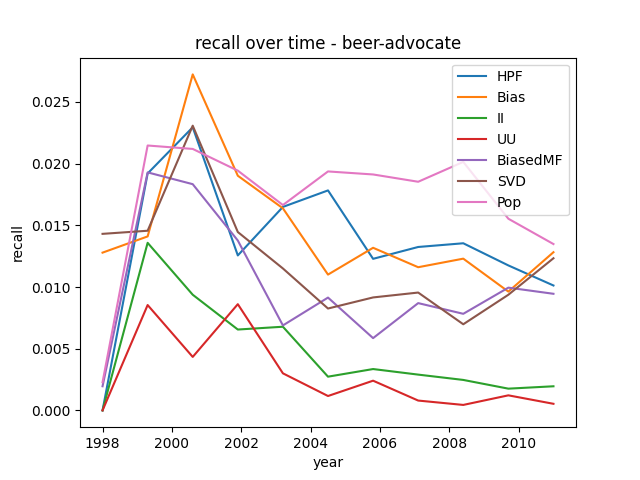 recall over time - beer-advocate
HPF
Bias
II
UU
BiasedMF
SVD
Pop
recall
0.025
0.020
0.015
0.010
0.005
0.000
1998 2000 2002 2004 2006 2008 2010
year